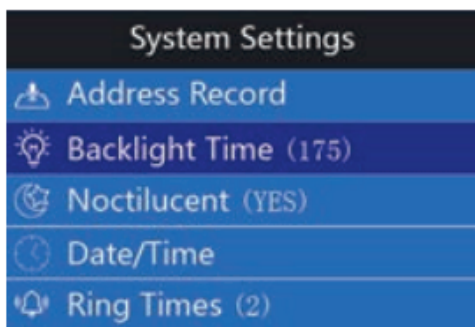 System Settings
Address Record
Backlight Time (175)
Noctilucent (YES)
Date/Time
Ring Times (2)